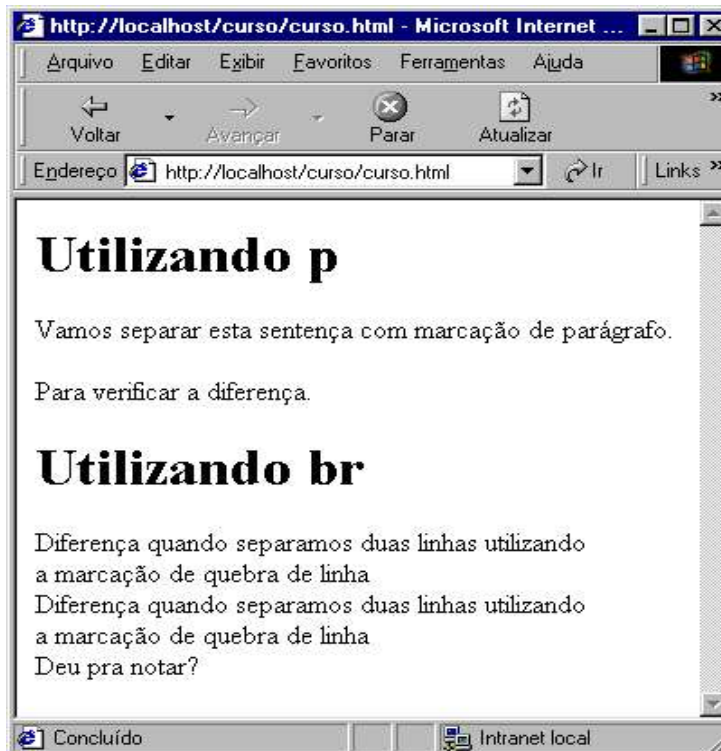 http://localhost/curso/curso.html - Microsoft Internet ...
Arquivo Editar Exibir Favoritos Ferramentas Ajuda
Voltar Avançar Parar Atualizar
Endereço http://localhost/curso/curso.html Ir Links
Utilizando p
Vamos separar esta sentença com marcação de parágrafo.
Para verificar a diferença.
Utilizando br
Diferença quando separamos duas linhas utilizando
a marcação de quebra de linha
Diferença quando separamos duas linhas utilizando
a marcação de quebra de linha
Deu pra notar?
Concluído Intranet local